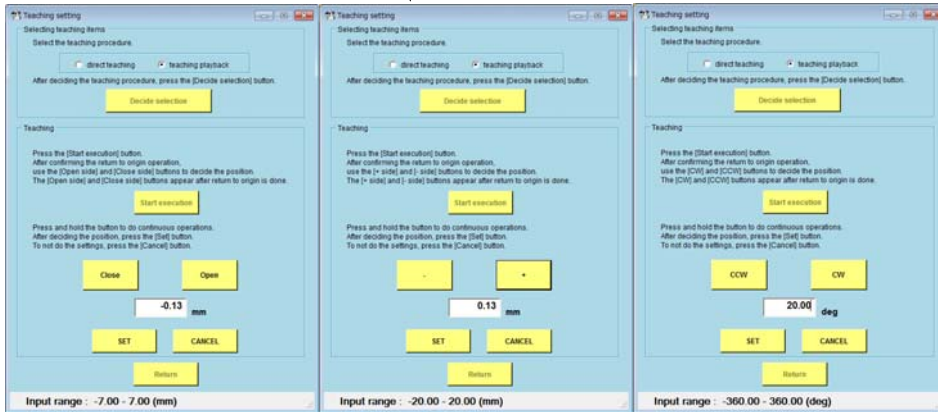 Teaching setting
Selecting teaching items
Select the teaching procedure.
direct teaching
teaching playback
After deciding the teaching procedure, press the [Decide selection] button.
Decide selection
Teaching
Press the [Start execution] button.
After confirming the return to origin operation,
use the [Open side] and [Close side] buttons to decide the position.
The [Open side] and [Close side] buttons appear after return to origin is done.
Start execution
Press and hold the button to do continuous operations.
After deciding the position, press the [Set] button.
To not do the settings, press the [Cancel] button.
Close
Open
-0.13 mm
SET
CANCEL
Return
Input range : -7.00 - 7.00 (mm)
Teaching setting
Selecting teaching items
Select the teaching procedure.
direct teaching
teaching playback
After deciding the teaching procedure, press the [Decide selection] button.
Decide selection
Teaching
Press the [Start execution] button.
After confirming the return to origin operation,
use the [+ side] and [- side] buttons to decide the position.
The [+ side] and [- side] buttons appear after return to origin is done.
Start execution
Press and hold the button to do continuous operations.
After deciding the position, press the [Set] button.
To not do the settings, press the [Cancel] button.
-
+
0.13 mm
SET
CANCEL
Return
Input range : -20.00 - 20.00 (mm)
Teaching setting
Selecting teaching items
Select the teaching procedure.
direct teaching
teaching playback
After deciding the teaching procedure, press the [Decide selection] button.
Decide selection
Teaching
Press the [Start execution] button.
After confirming the return to origin operation,
use the [CW] and [CCW] buttons to decide the position.
The [CW] and [CCW] buttons appear after return to origin is done.
Start execution
Press and hold the button to do continuous operations.
After deciding the position, press the [Set] button.
To not do the settings, press the [Cancel] button.
CCW
CW
20.00 deg
SET
CANCEL
Return
Input range : -360.00 - 360.00 (deg)